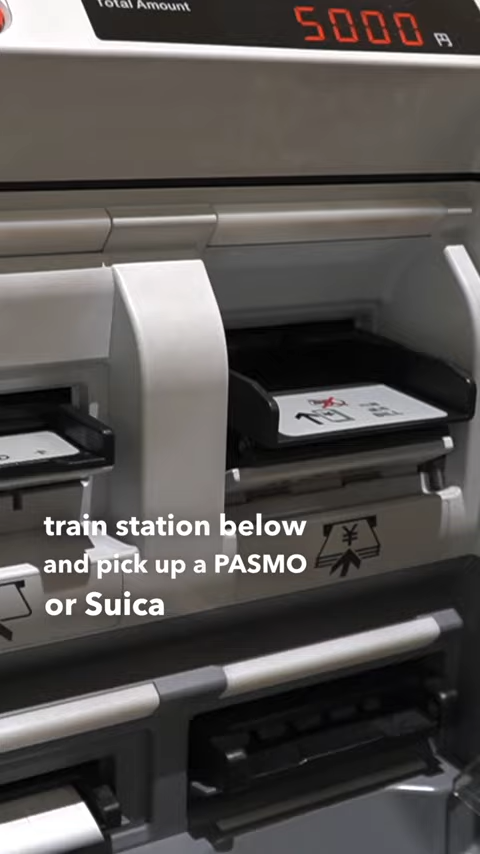 Total Amount
5000 円
¥
train station below
and pick up a PASMO
or Suica